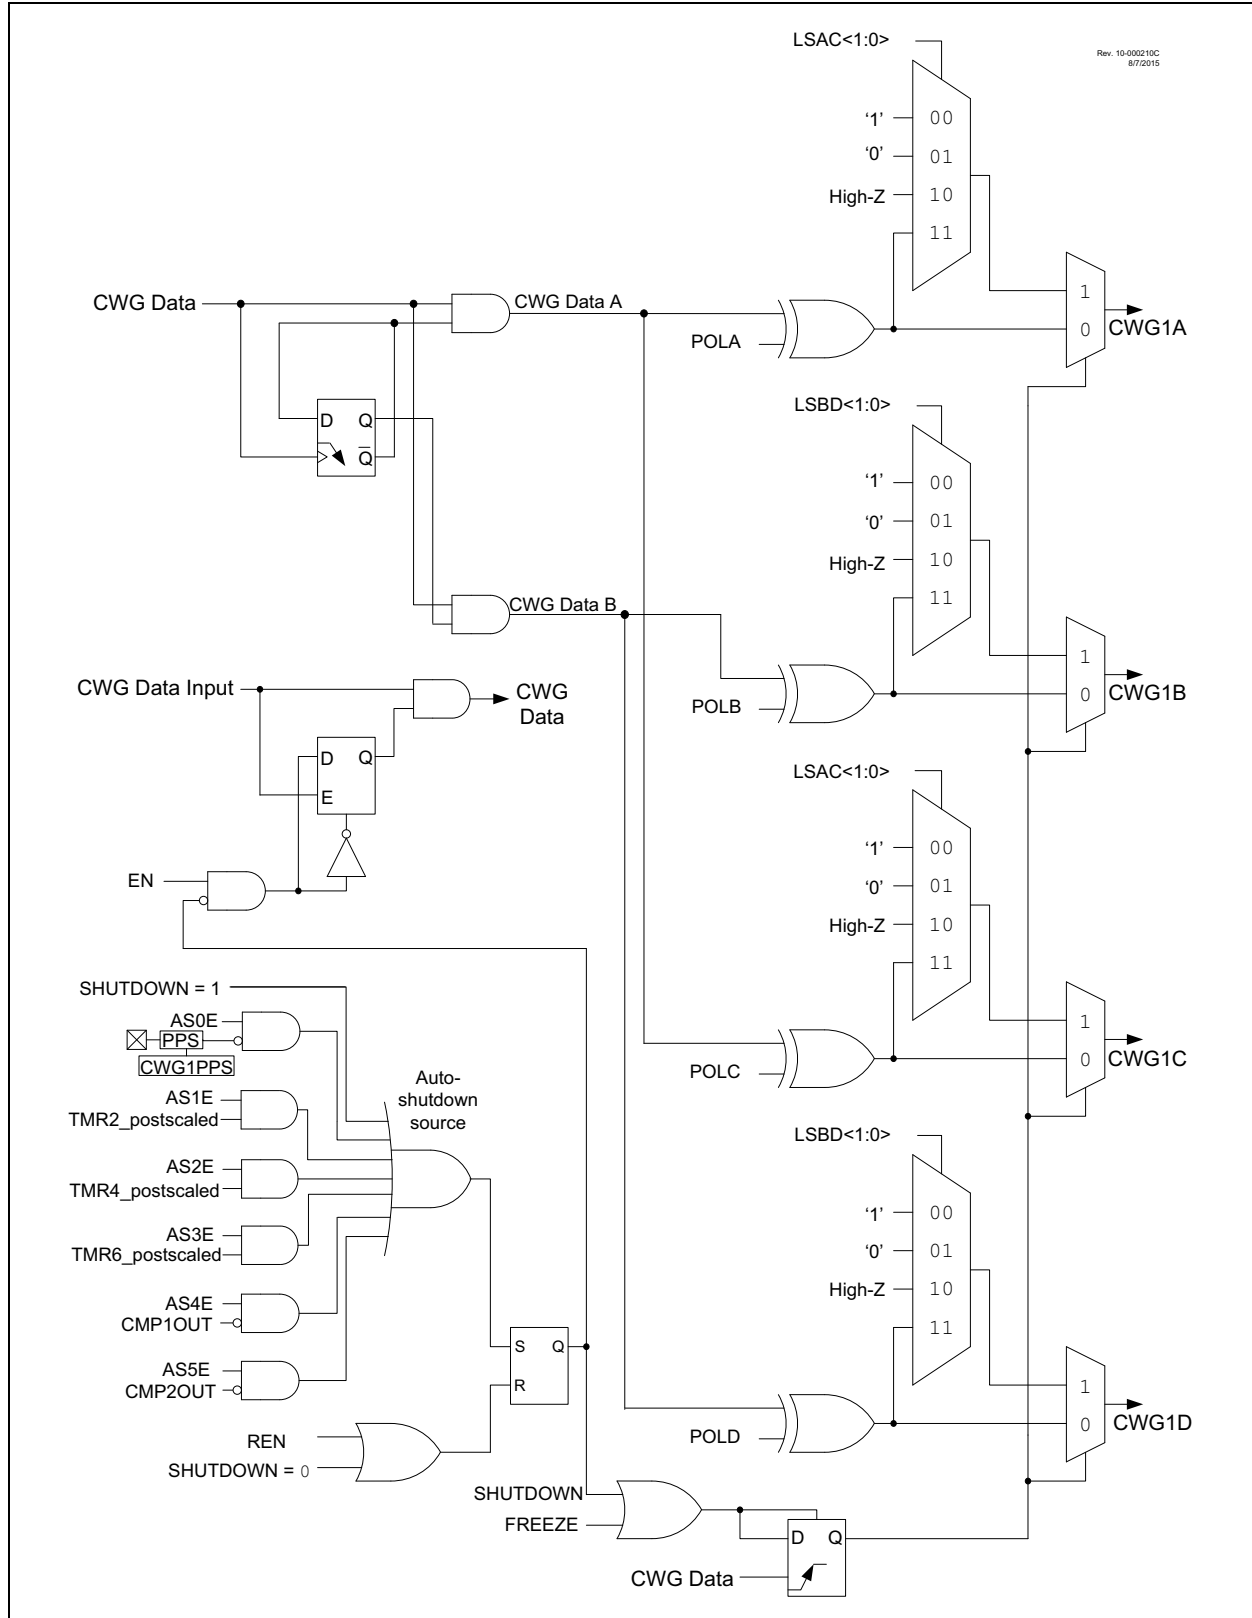 LSAC<1:0>
Rev. 10-000210C
8/7/2015
'1'
00
'0'
01
High-Z
10
11
CWG Data
CWG Data A
1
0
CWG1A
POLA
D
Q
Q
LSBD<1:0>
'1'
00
'0'
01
High-Z
10
11
CWG Data B
1
0
CWG1B
CWG Data Input
CWG
Data
POLB
D
Q
E
LSAC<1:0>
'1'
00
'0'
01
High-Z
10
11
EN
SHUTDOWN = 1
AS0E
PPS
CWG1PPS
1
0
CWG1C
POLC
Auto-
shutdown
source
AS1E
TMR2_postscaled
AS2E
TMR4_postscaled
AS3E
TMR6_postscaled
AS4E
CMP1OUT
AS5E
CMP2OUT
LSBD<1:0>
'1'
00
'0'
01
High-Z
10
11
S
Q
R
1
0
CWG1D
POLD
REN
SHUTDOWN = 0
SHUTDOWN
FREEZE
D
Q
CWG Data